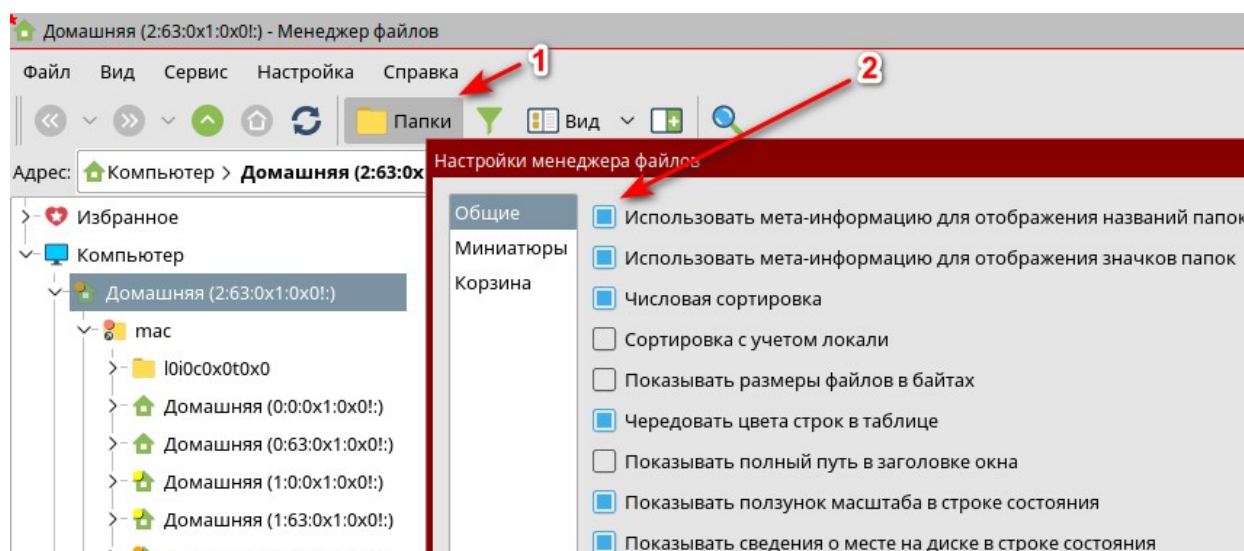 Домашняя (2:63:0x1:0x0!:) - Менеджер файлов
Файл Вид Сервис Настройка Справка
1
2
Папки Вид
Адрес: Компьютер > Домашняя (2:63:0x
Настройки менеджера файлов
Избранное
Компьютер
Домашняя (2:63:0x1:0x0!:)
mac
l0i0c0x0t0x0
Домашняя (0:0:0x1:0x0!:)
Домашняя (0:63:0x1:0x0!:)
Домашняя (1:0:0x1:0x0!:)
Домашняя (1:63:0x1:0x0!:)
Общие
Миниатюры
Корзина
Использовать мета-информацию для отображения названий папок
Использовать мета-информацию для отображения значков папок
Числовая сортировка
Сортировка с учетом локали
Показывать размеры файлов в байтах
Чередовать цвета строк в таблице
Показывать полный путь в заголовке окна
Показывать ползунок масштаба в строке состояния
Показывать сведения о месте на диске в строке состояния